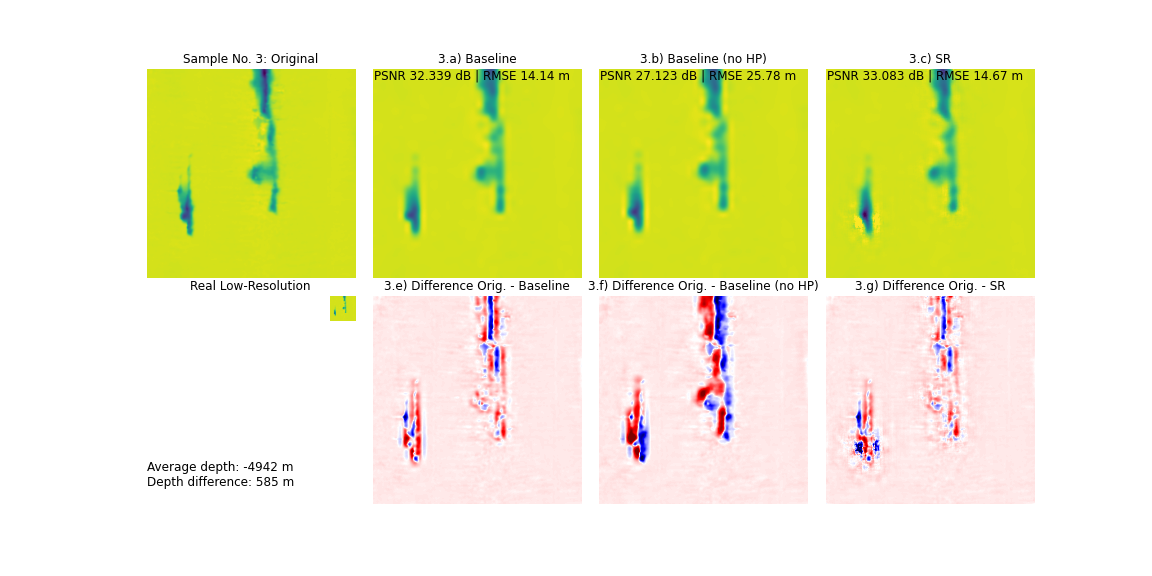 Sample No. 3: Original
3.a) Baseline
3.b) Baseline (no HP)
3.c) SR
PSNR 32.339 dB | RMSE 14.14 m
PSNR 27.123 dB | RMSE 25.78 m
PSNR 33.083 dB | RMSE 14.67 m
Real Low-Resolution
3.e) Difference Orig. - Baseline
3.f) Difference Orig. - Baseline (no HP)
3.g) Difference Orig. - SR
Average depth: -4942 m
Depth difference: 585 m